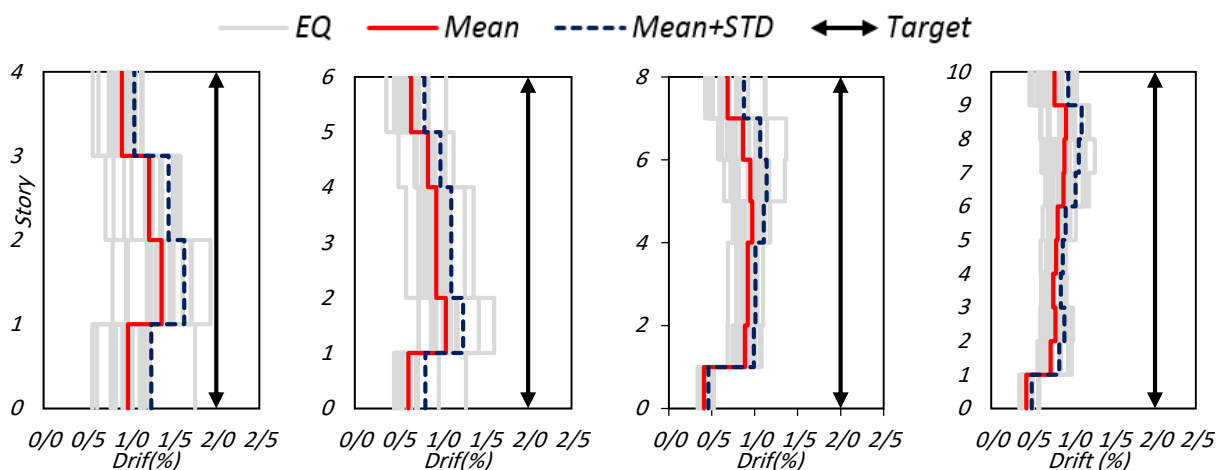 EQ Mean Mean+STD Target
4 6 8 10
9
5 8
3 6 7
4 6
Story
2 3 4 5
4
2 3
1 2 2
1 1
0 0 0 0
0/0 0/5 1/0 1/5 2/0 2/5 0/0 0/5 1/0 1/5 2/0 2/5 0/0 0/5 1/0 1/5 2/0 2/5 0/0 0/5 1/0 1/5 2/0 2/5
Drif(%) Drif(%) Drif(%) Drift (%)